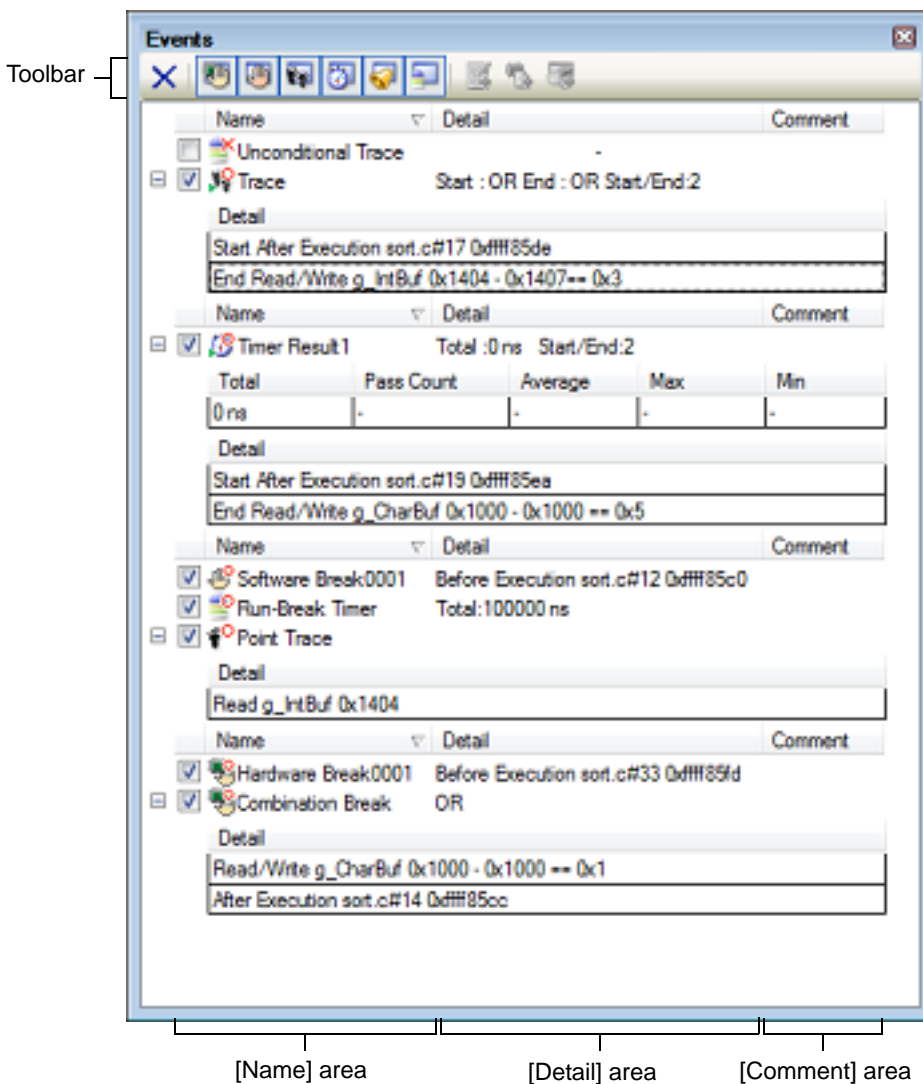 Events
Toolbar
Name Detail Comment
Unconditional Trace -
Trace Start : OR End : OR Start/End:2
Detail
Start After Execution sort.c#17 0xffff85de
End Read/Write g_IntBuf 0x1404 - 0x1407== 0x3
Name Detail Comment
Timer Result1 Total :0 ns Start/End:2
Total Pass Count Average Max Min
0 ns - - - -
Detail
Start After Execution sort.c#19 0xffff85ea
End Read/Write g_CharBuf 0x1000 - 0x1000 == 0x5
Name Detail Comment
Software Break0001 Before Execution sort.c#12 0xffff85c0
Run-Break Timer Total:100000 ns
Point Trace
Detail
Read g_IntBuf 0x1404
Name Detail Comment
Hardware Break0001 Before Execution sort.c#33 0xffff85fd
Combination Break OR
Detail
Read/Write g_CharBuf 0x1000 - 0x1000 == 0x1
After Execution sort.c#14 0xffff85cc
[Name] area [Detail] area [Comment] area